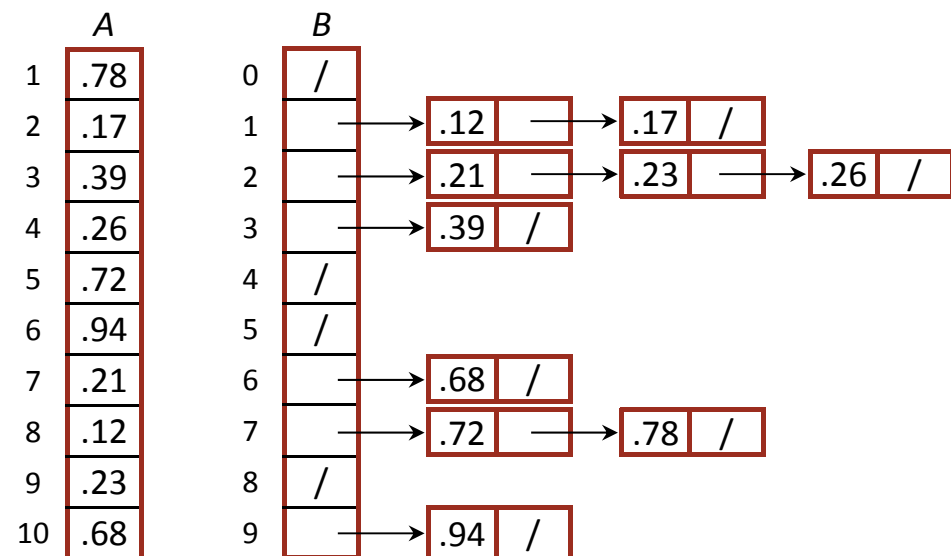 A B
1 .78 0 /
2 .17 1 .12 .17 /
3 .39 2 .21 .23 .26 /
4 .26 3 .39 /
5 .72 4 /
6 .94 5 /
7 .21 6 .68 /
8 .12 7 .72 .78 /
9 .23 8 /
10 .68 9 .94 /